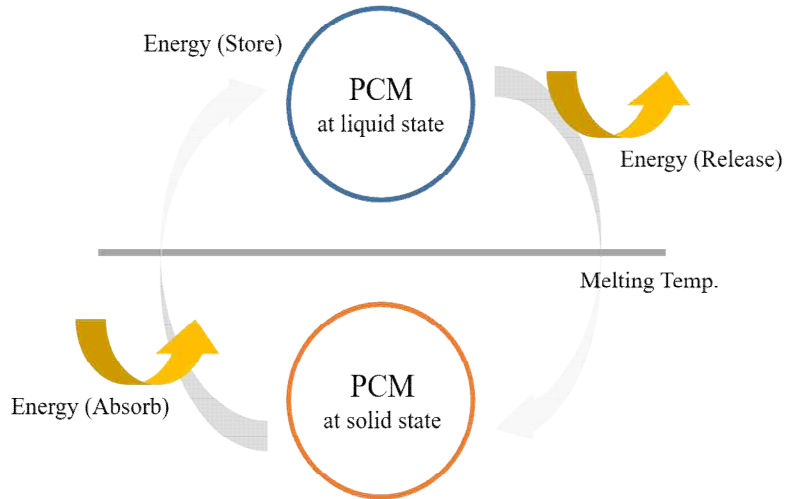 Energy (Store)
PCM
at liquid state
Energy (Release)
Melting Temp.
Energy (Absorb)
PCM
at solid state